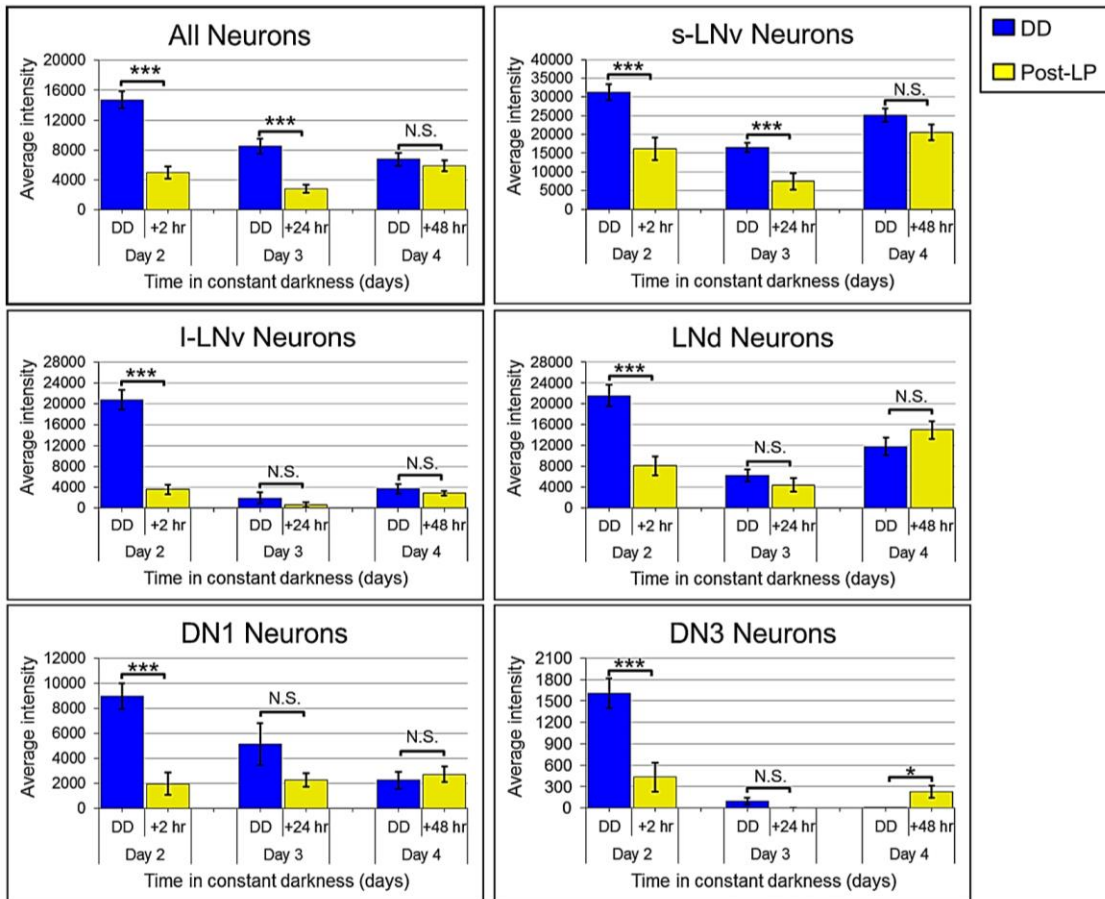 All Neurons
Average intensity
20000
16000
12000
8000
4000
0
***
***
N.S.
DD +2 hr DD +24 hr DD +48 hr
Day 2 Day 3 Day 4
Time in constant darkness (days)
s-LNv Neurons
Average intensity
40000
35000
30000
25000
20000
15000
10000
5000
0
***
***
N.S.
DD +2 hr DD +24 hr DD +48 hr
Day 2 Day 3 Day 4
Time in constant darkness (days)
DD
Post-LP
l-LNv Neurons
Average intensity
28000
24000
20000
16000
12000
8000
4000
0
***
N.S.
N.S.
DD +2 hr DD +24 hr DD +48 hr
Day 2 Day 3 Day 4
Time in constant darkness (days)
LNd Neurons
Average intensity
28000
24000
20000
16000
12000
8000
4000
0
***
N.S.
N.S.
DD +2 hr DD +24 hr DD +48 hr
Day 2 Day 3 Day 4
Time in constant darkness (days)
DN1 Neurons
Average intensity
12000
10000
8000
6000
4000
2000
0
***
N.S.
N.S.
DD +2 hr DD +24 hr DD +48 hr
Day 2 Day 3 Day 4
Time in constant darkness (days)
DN3 Neurons
Average intensity
2100
1800
1500
1200
900
600
300
0
***
N.S.
*
DD +2 hr DD +24 hr DD +48 hr
Day 2 Day 3 Day 4
Time in constant darkness (days)